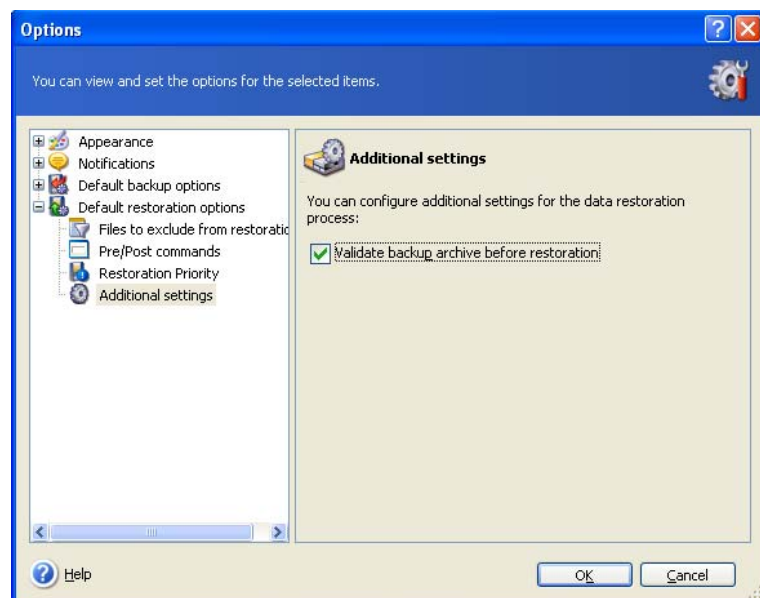 Options
You can view and set the options for the selected items.
Appearance
Notifications
Default backup options
Default restoration options
Files to exclude from restoratic
Pre/Post commands
Restoration Priority
Additional settings
Additional settings
You can configure additional settings for the data restoration
process:
Validate backup archive before restoration
Help
OK
Cancel